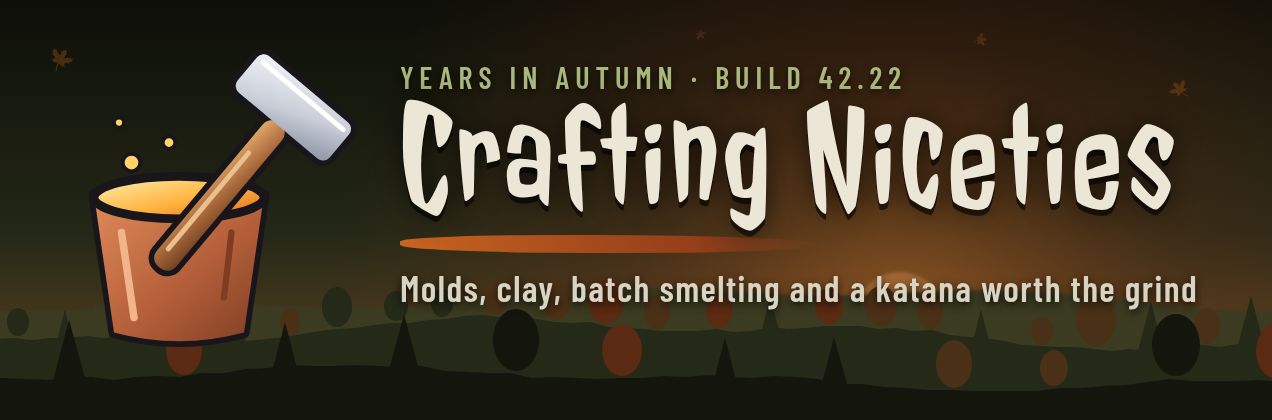 YEARS IN AUTUMN · BUILD 42.22
Crafting Niceties
Molds, clay, batch smelting and a katana worth the grind